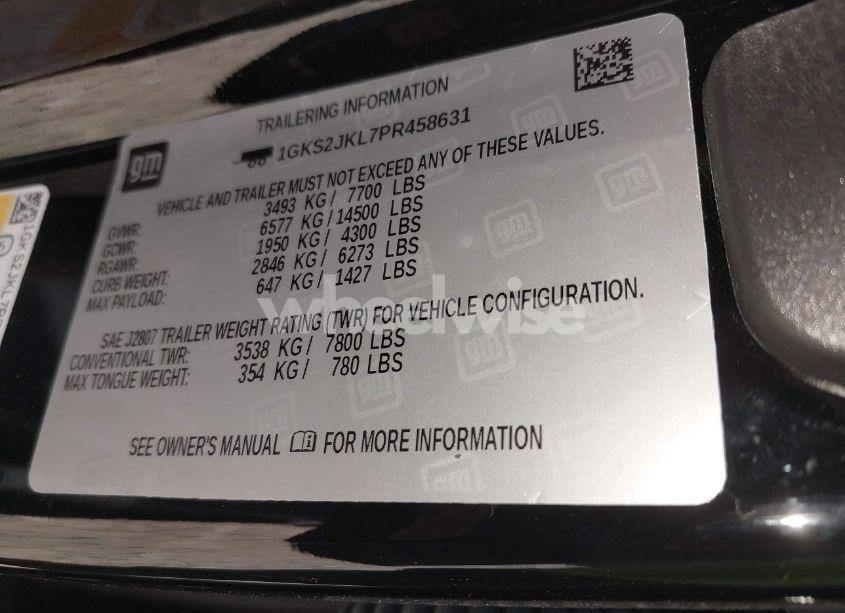 TRAILERING INFORMATION
gm
1GKS2JKL7PR458631
VEHICLE AND TRAILER MUST NOT EXCEED ANY OF THESE VALUES.
GVWR: 3493 KG / 7700 LBS
GCWR: 6577 KG / 14500 LBS
RGAWR: 1950 KG / 4300 LBS
CURB WEIGHT: 2846 KG / 6273 LBS
MAX PAYLOAD: 647 KG / 1427 LBS
wheelwise
SAE J2807 TRAILER WEIGHT RATING (TWR) FOR VEHICLE CONFIGURATION.
CONVENTIONAL TWR: 3538 KG / 7800 LBS
MAX TONGUE WEIGHT: 354 KG / 780 LBS
SEE OWNER'S MANUAL FOR MORE INFORMATION